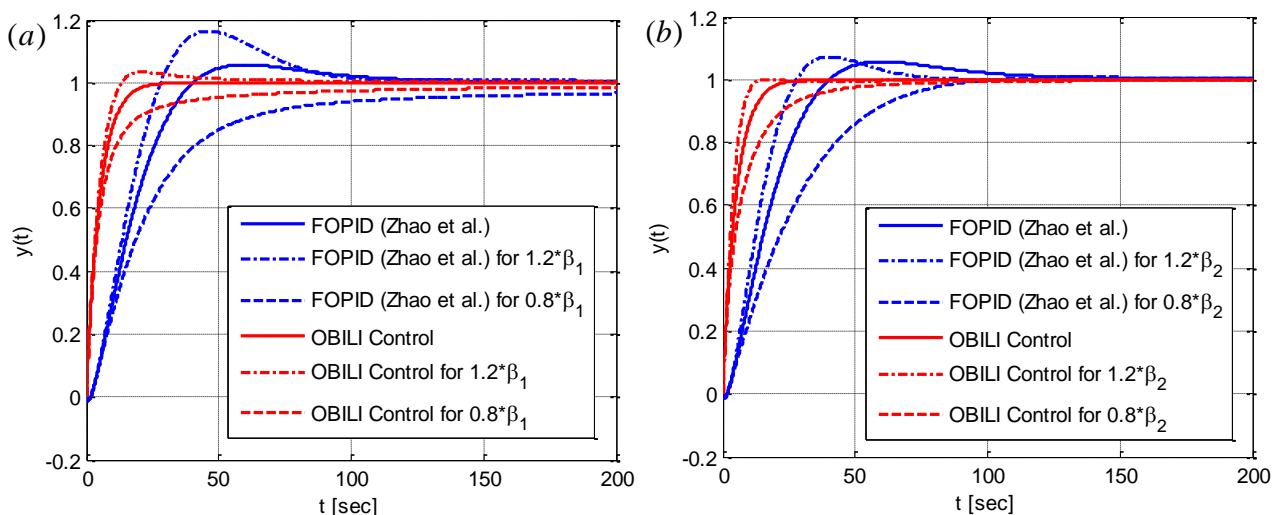 (a)
1.2
1
0.8
0.6
0.4
0.2
0
-0.2
y(t)
FOPID (Zhao et al.)
FOPID (Zhao et al.) for 1.2*β₁
FOPID (Zhao et al.) for 0.8*β₁
OBILI Control
OBILI Control for 1.2*β₁
OBILI Control for 0.8*β₁
0 50 100 150 200
t [sec]
(b)
1.2
1
0.8
0.6
0.4
0.2
0
-0.2
y(t)
FOPID (Zhao et al.)
FOPID (Zhao et al.) for 1.2*β₂
FOPID (Zhao et al.) for 0.8*β₂
OBILI Control
OBILI Control for 1.2*β₂
OBILI Control for 0.8*β₂
0 50 100 150 200
t [sec]